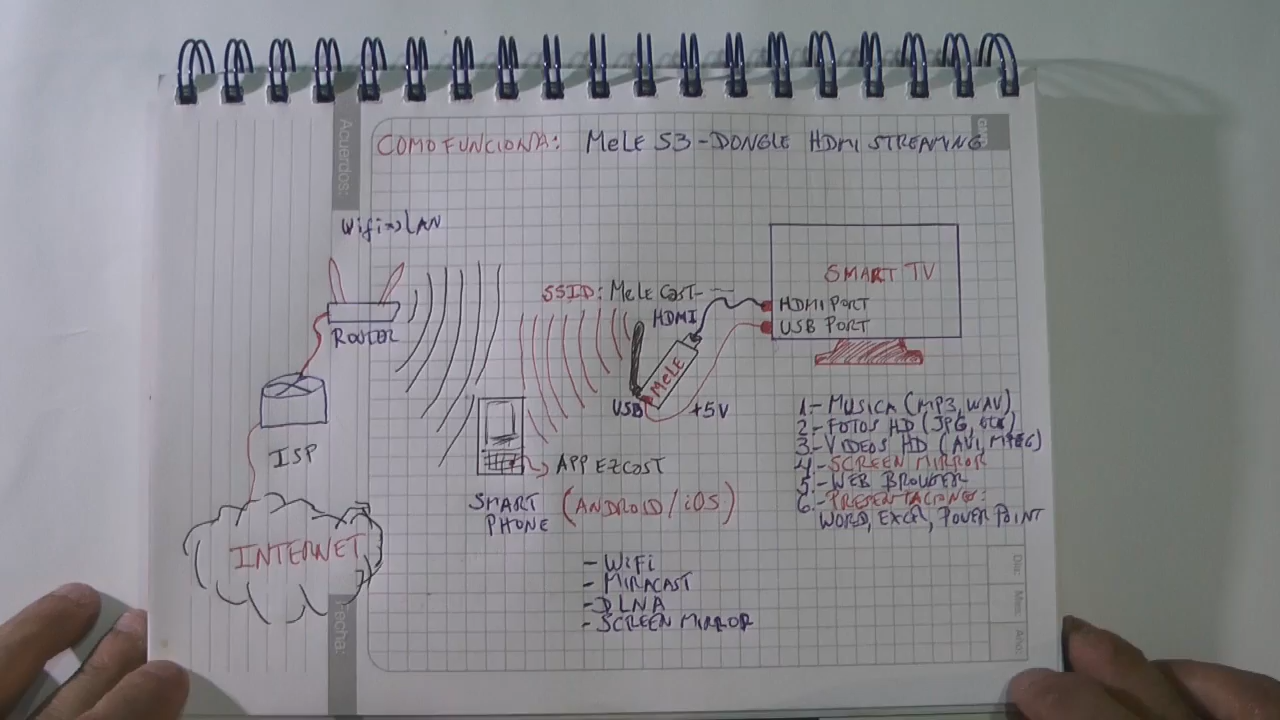 Acuerdos:
COMO FUNCIONA: MELE S3-DONGLE HDMI STREAMING
Wifi=>LAN
ROUTER
ISP
INTERNET
SSID: MELE CAST- --
HDMI
MELE
USB
+5V
SMART TV
HDMI PORT
USB PORT
APP EZCAST
SMART PHONE
(ANDROID/iOS)
1.- MUSICA (MP3, WAV)
2.- FOTOS HD (JPG, etc)
3.- VIDEOS HD (AVI, MPEG)
4.- SCREEN MIRROR
5.- WEB BROWSER
6.- PRESENTACIONES:
WORD, EXCEL, POWER POINT
- WIFI
- MIRACAST
- DLNA
- SCREEN MIRROR
Fecha:
Día:
Mes:
Año: